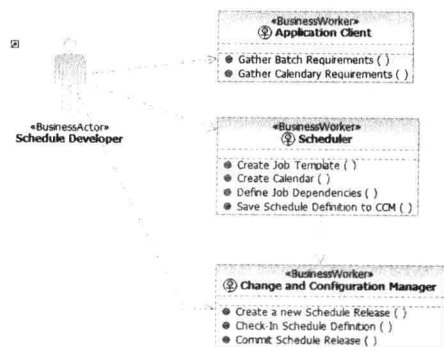 «BusinessWorker»
Application Client
Gather Batch Requirements ( )
Gather Calendary Requirements ( )
«BusinessActor»
Schedule Developer
«BusinessWorker»
Scheduler
Create Job Template ( )
Create Calendar ( )
Define Job Dependencies ( )
Save Schedule Definition to CCM ( )
«BusinessWorker»
Change and Configuration Manager
Create a new Schedule Release ( )
Check-In Schedule Definition ( )
Commit Schedule Release ( )